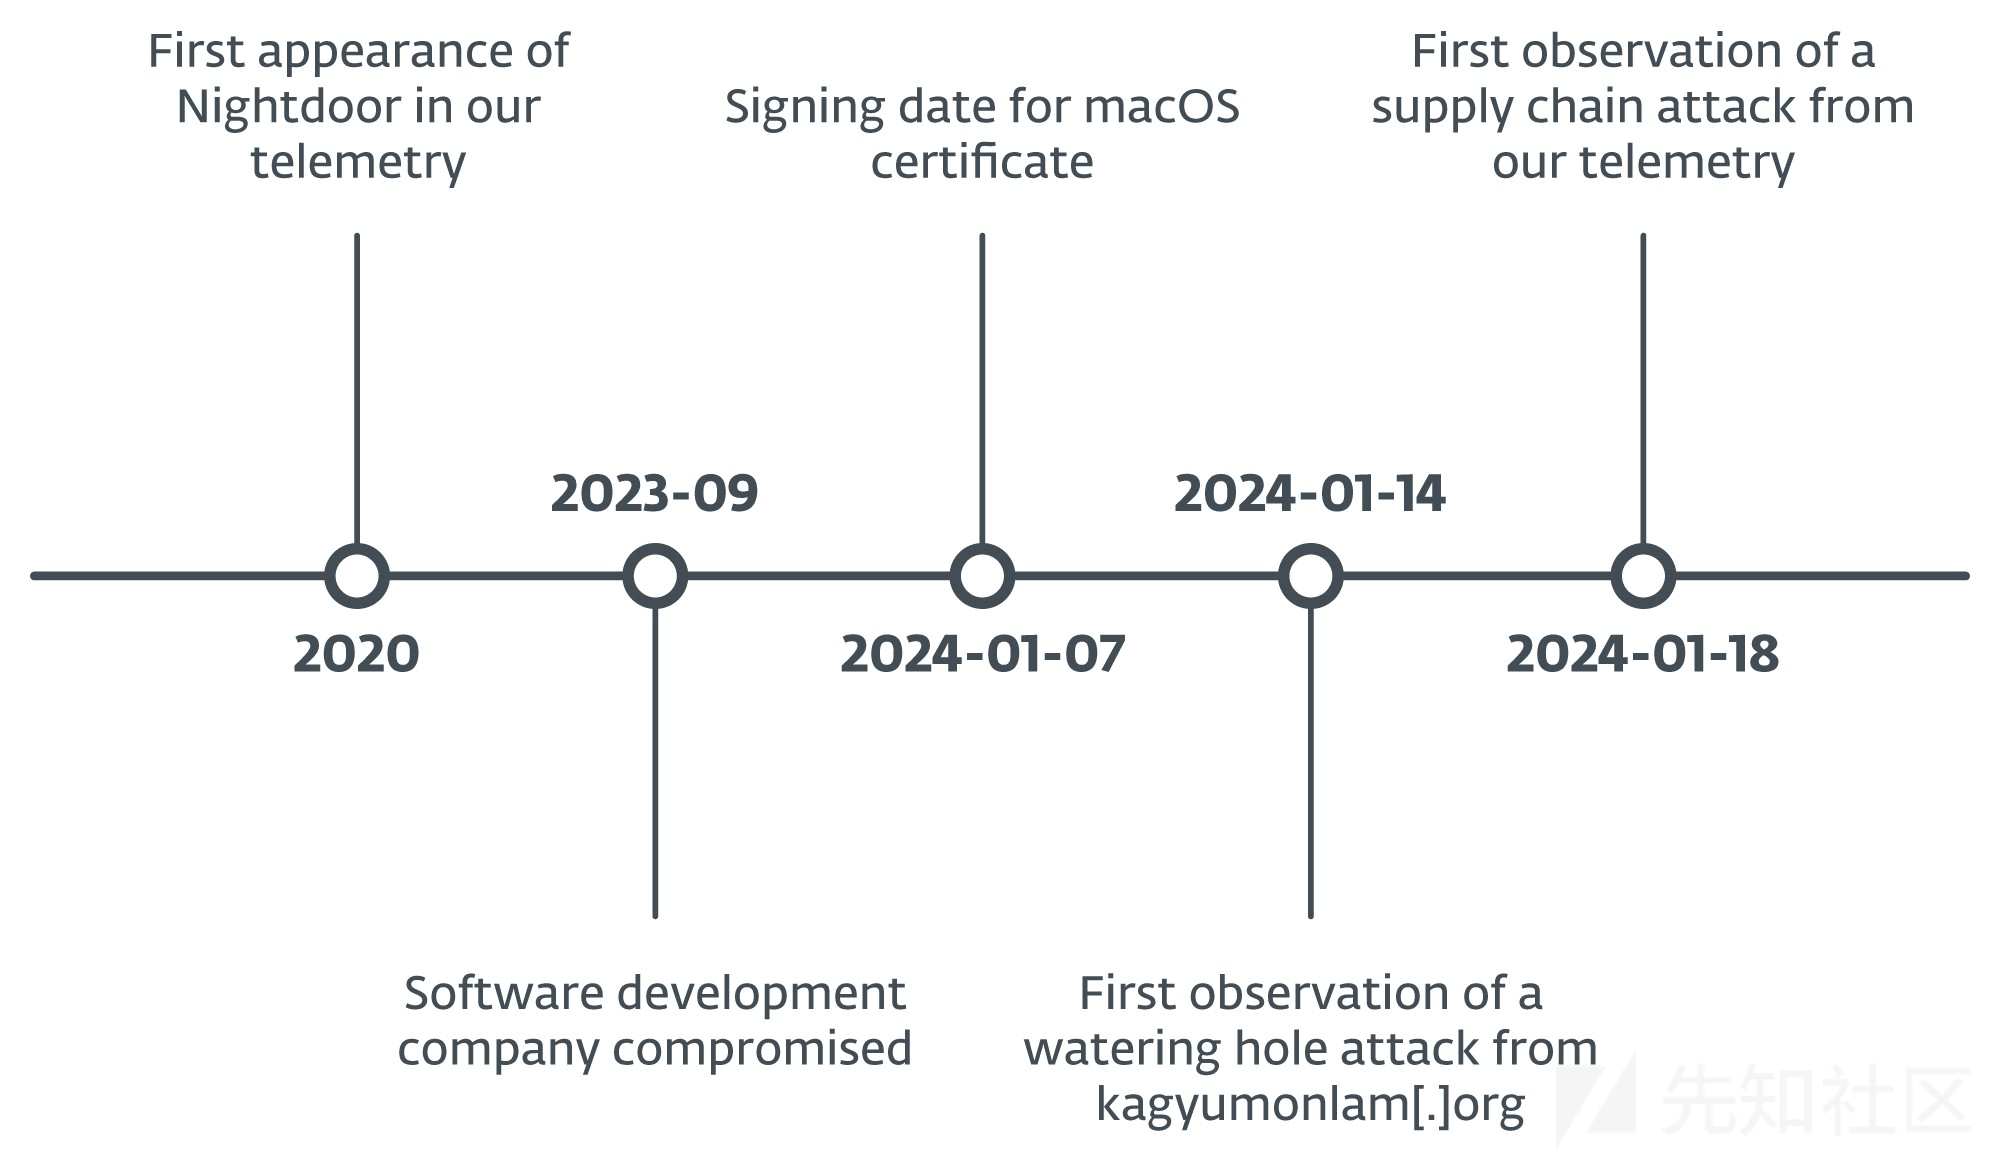 First appearance of
Nightdoor in our
telemetry
2020
2023-09
Software development
company compromised
Signing date for macOS
certificate
2024-01-07
2024-01-14
First observation of a
watering hole attack from
kagyumonlam[.]org
First observation of a
supply chain attack from
our telemetry
2024-01-18
先知社区